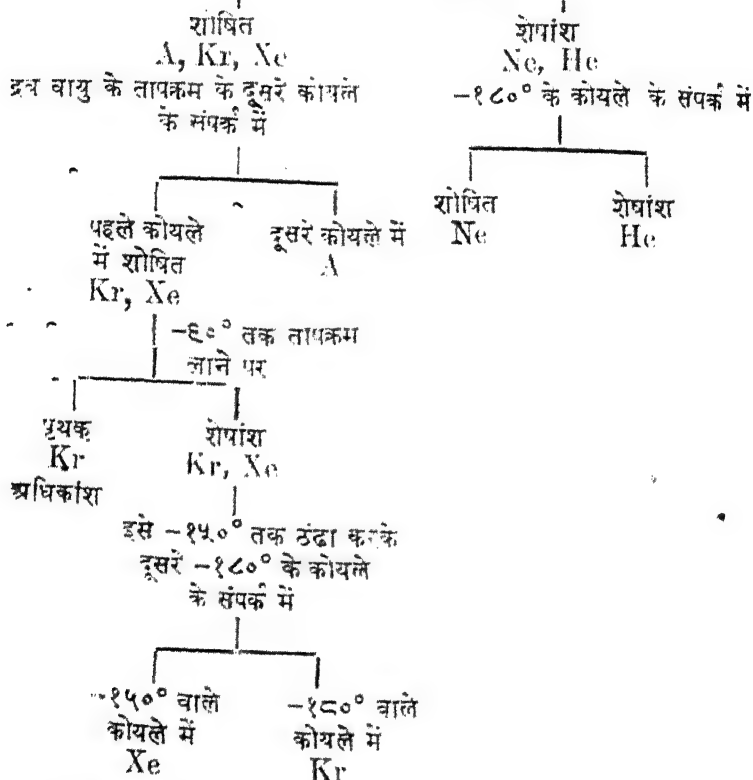 शोषित
A, Kr, Xe
द्रव वायु के तापक्रम के दूसरे कोयले
के संपर्क में
शेषांश
Ne, He
-१८०° के कोयले के संपर्क में
शोषित
Ne
शेषांश
He
पहले कोयले
में शोषित
Kr, Xe
दूसरे कोयले में
A
-९०° तक तापक्रम
लाने पर
पृथक्
Kr
अधिकांश
शेषांश
Kr, Xe
इसे -१५०° तक ठंढा करके
दूसरे -१८०° के कोयले
के संपर्क में
-१५०° वाले
कोयले में
Xe
-१८०° वाले
कोयले में
Kr